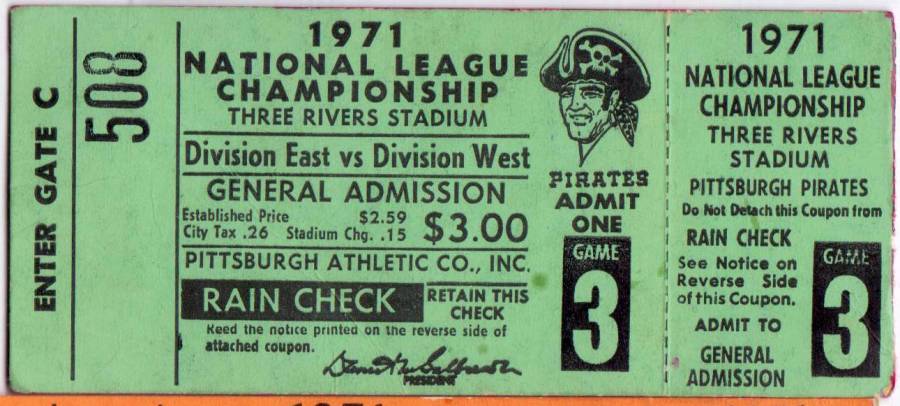 ENTER GATE C
508
1971
NATIONAL LEAGUE
CHAMPIONSHIP
THREE RIVERS STADIUM
Division East vs Division West
GENERAL ADMISSION
Established Price $2.59
City Tax .26 Stadium Chg. .15 $3.00
PITTSBURGH ATHLETIC CO., INC.
RAIN CHECK
RETAIN THIS
CHECK
Read the notice printed on the reverse side of
attached coupon.
PRESIDENT
PIRATES
ADMIT
ONE
GAME
3
1971
NATIONAL LEAGUE
CHAMPIONSHIP
THREE RIVERS
STADIUM
PITTSBURGH PIRATES
Do Not Detach this Coupon from
RAIN CHECK
See Notice on
Reverse Side
of this Coupon.
ADMIT TO
GENERAL
ADMISSION
GAME
3
1971